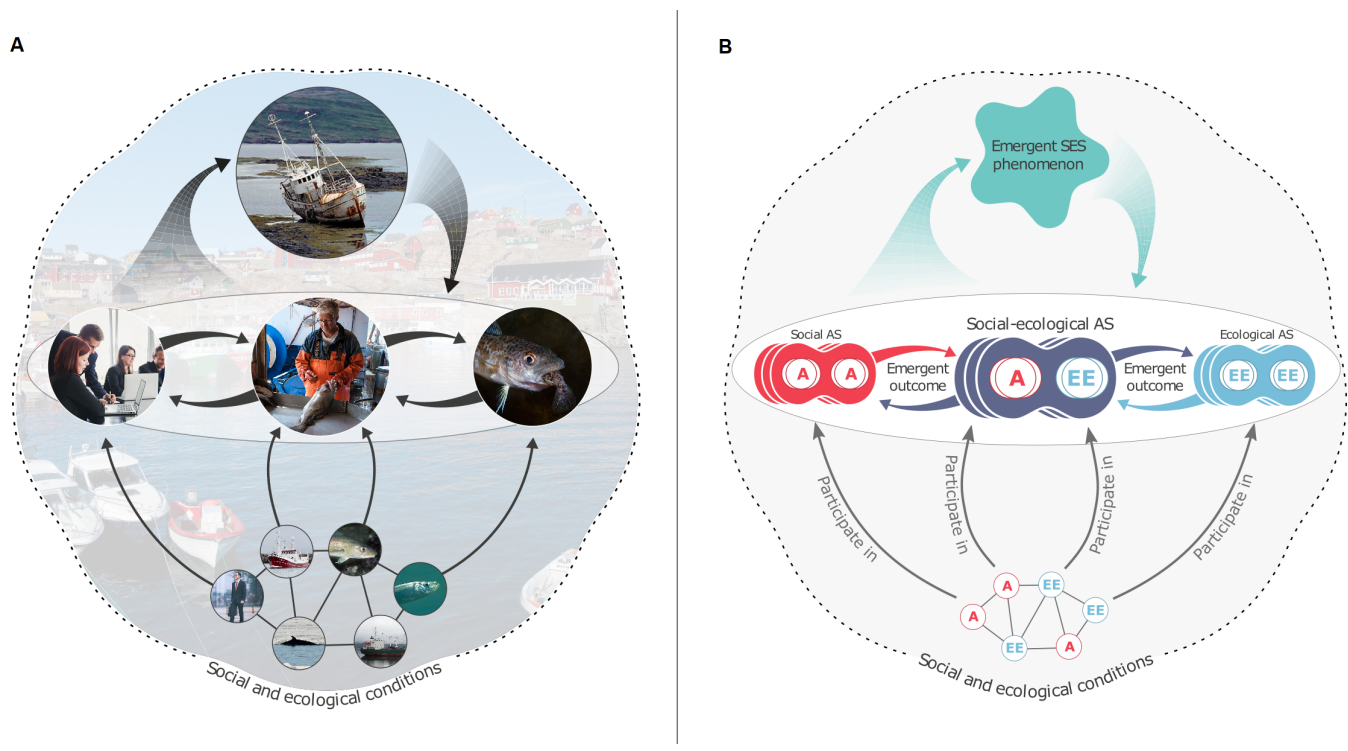 A
Social and ecological conditions
B
Emergent SES
phenomenon
Social AS
Social-ecological AS
Ecological AS
A
A
Emergent
outcome
A
EE
Emergent
outcome
EE
EE
Participate in
Participate in
Participate in
Participate in
A
A
EE
EE
EE
A
Social and ecological conditions